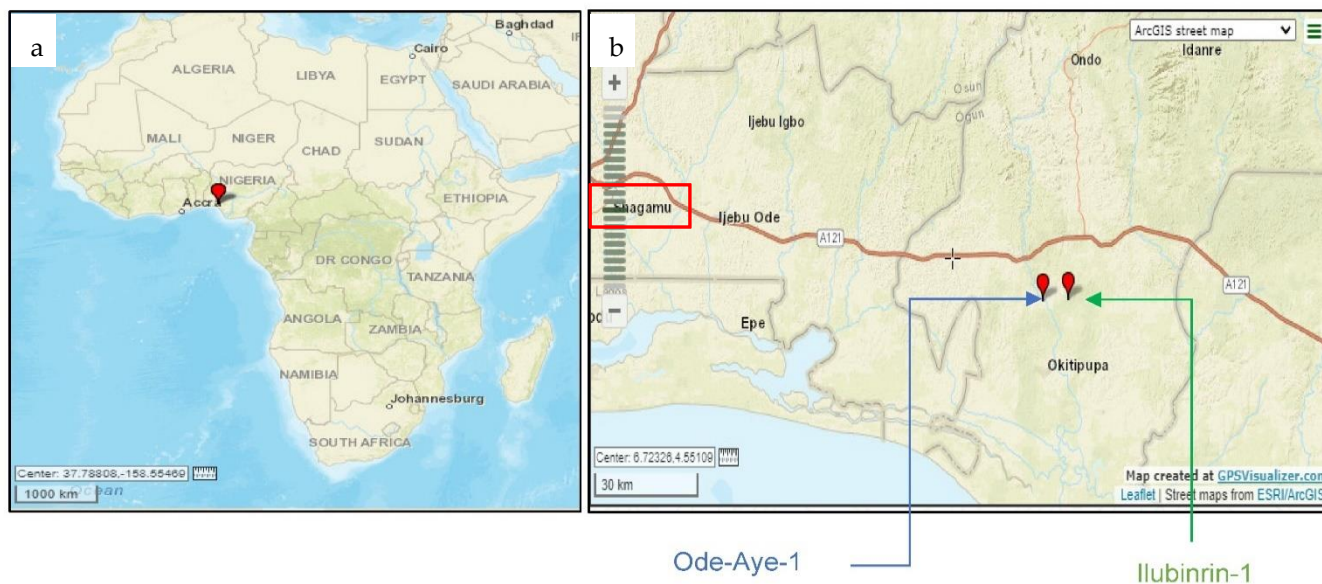 a
Baghdad
Cairo
ALGERIA
LIBYA
EGYPT
SAUDI ARABIA
MALI
NIGER
CHAD
SUDAN
NIGERIA
Accra
ETHIOPIA
DR CONGO
TANZANIA
ANGOLA
ZAMBIA
NAMIBIA
Johannesburg
SOUTH AFRICA
Center: 37.78808,-158.55469
1000 km
Ocean
b
ArcGIS street map
Idanre
Ondo
+
Osun
Ogun
Ijebu Igbo
Shagamu
Ijebu Ode
A121
A121
−
Epe
Okitipupa
Center: 6.72326,4.55109
30 km
Map created at GPSVisualizer.com
Leaflet | Street maps from ESRI/ArcGIS
Ode-Aye-1
Ilubinrin-1